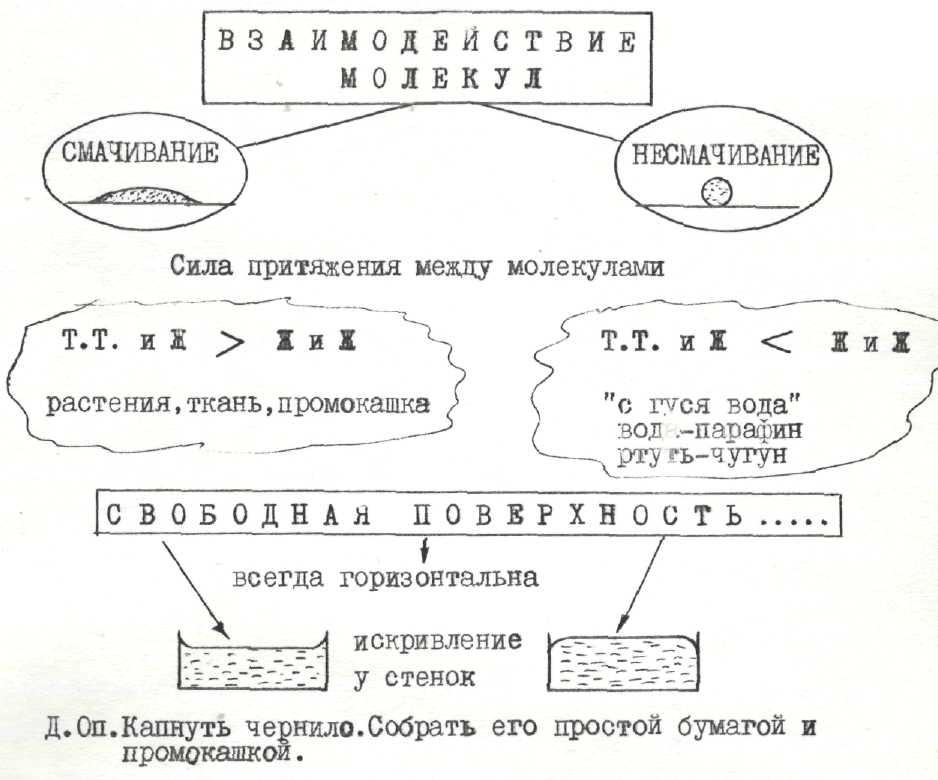 ВЗАИМОДЕЙСТВИЕ
МОЛЕКУЛ
СМАЧИВАНИЕ
НЕСМАЧИВАНИЕ
Сила притяжения между молекулами
Т.Т. и Ж > Ж и Ж
растения,ткань,промокашка
Т.Т. и Ж < Ж и Ж
"с гуся вода"
вода-парафин
ртуть-чугун
СВОБОДНАЯ ПОВЕРХНОСТЬ.....
всегда горизонтальна
искривление
у стенок
Д.Оп.Капнуть чернило.Собрать его простой бумагой и
промокашкой.